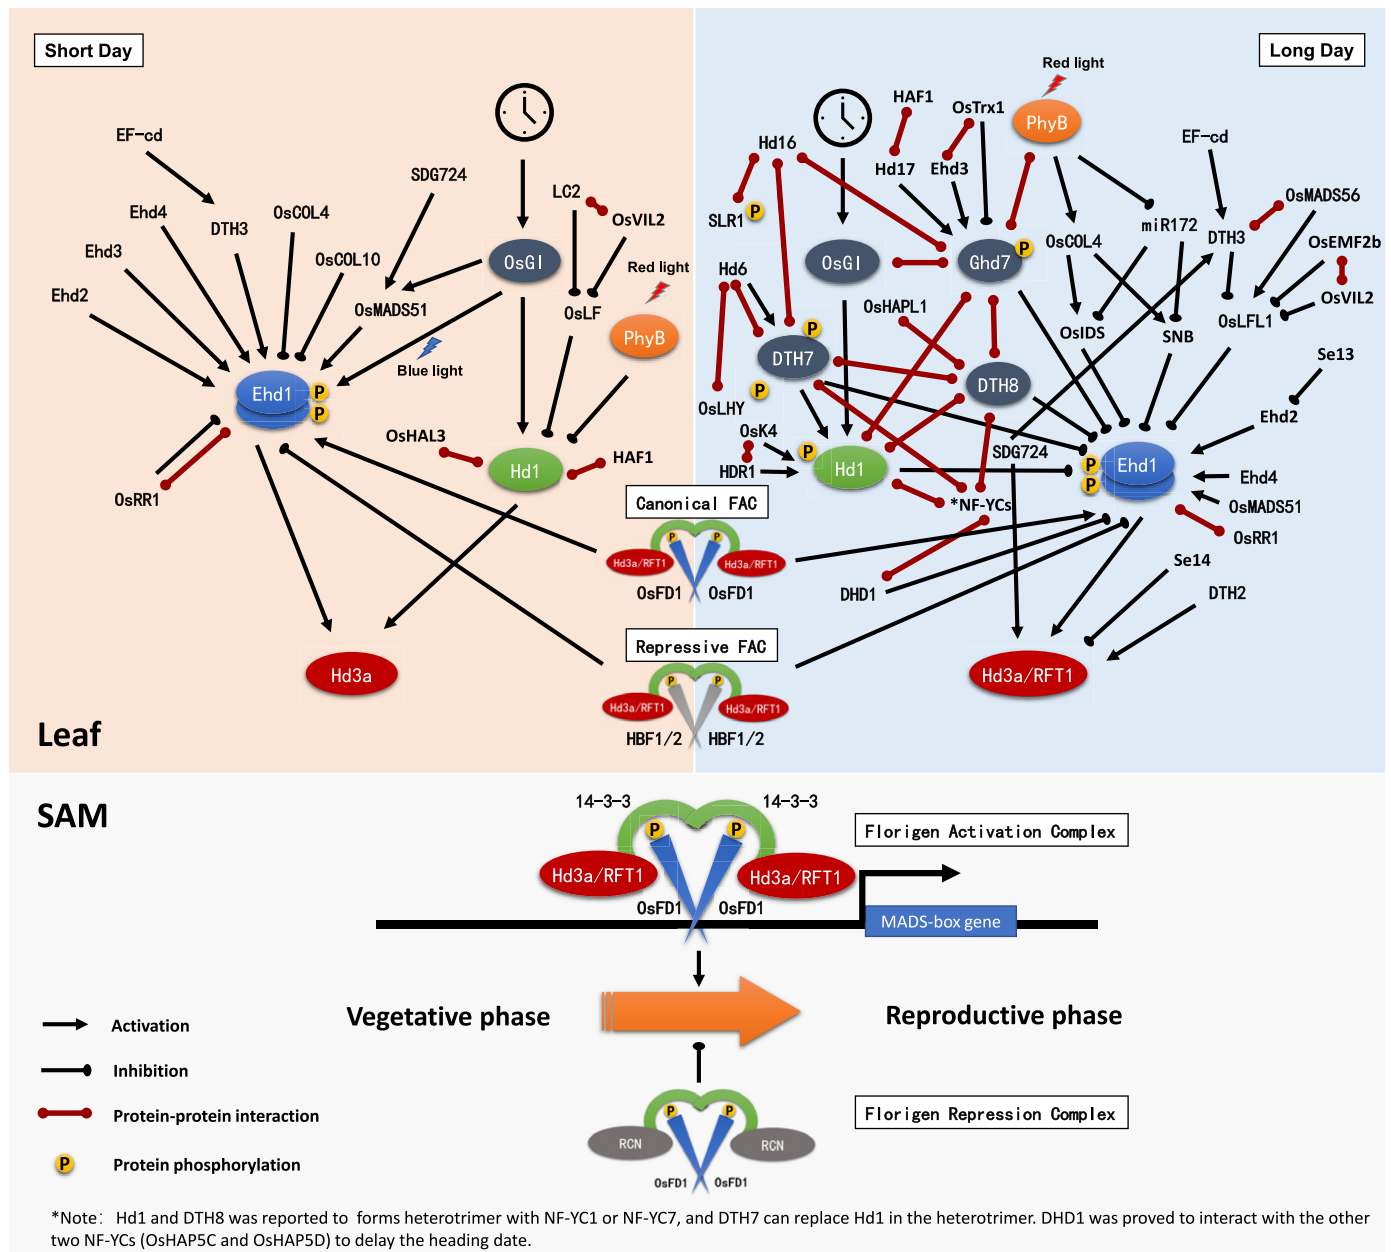 Short Day
Long Day
Red light
HAF1
OsTrx1
PhyB
EF-cd
Hd16
Hd17
Ehd3
EF-cd
SDG724
LC2
OsVIL2
OsMADS56
Ehd4
OsCOL4
DTH3
SLR1
P
miR172
OsCOL4
DTH3
OsEMF2b
Ehd3
OsCOL10
OsGI
Red light
OsGI
Ghd7
P
Hd6
OsVIL2
Ehd2
OsMADS51
OsLF
OsHAPL1
OsIDS
SNB
OsLFL1
PhyB
P
DTH7
Se13
Blue light
Ehd1
P
P
P
OsLHY
DTH8
Ehd2
OsHAL3
HAF1
OsK4
P
HDR1
Hd1
Hd1
SDG724
P
P
Ehd1
Ehd4
OsRR1
Canonical FAC
*NF-YCs
OsMADS51
P
P
OsRR1
Hd3a/RFT1
Hd3a/RFT1
OsFD1
OsFD1
Se14
DHD1
DTH2
Repressive FAC
Hd3a
P
P
Hd3a/RFT1
Hd3a/RFT1
Hd3a/RFT1
HBF1/2
HBF1/2
Leaf
SAM
14-3-3
14-3-3
P
P
Florigen Activation Complex
Hd3a/RFT1
Hd3a/RFT1
OsFD1
OsFD1
MADS-box gene
Vegetative phase
Reproductive phase
Activation
Inhibition
Protein-protein interaction
P
Protein phosphorylation
P
P
Florigen Repression Complex
RCN
RCN
OsFD1
OsFD1
*Note: Hd1 and DTH8 was reported to forms heterotrimer with NF-YC1 or NF-YC7, and DTH7 can replace Hd1 in the heterotrimer. DHD1 was proved to interact with the other
two NF-YCs (OsHAP5C and OsHAP5D) to delay the heading date.